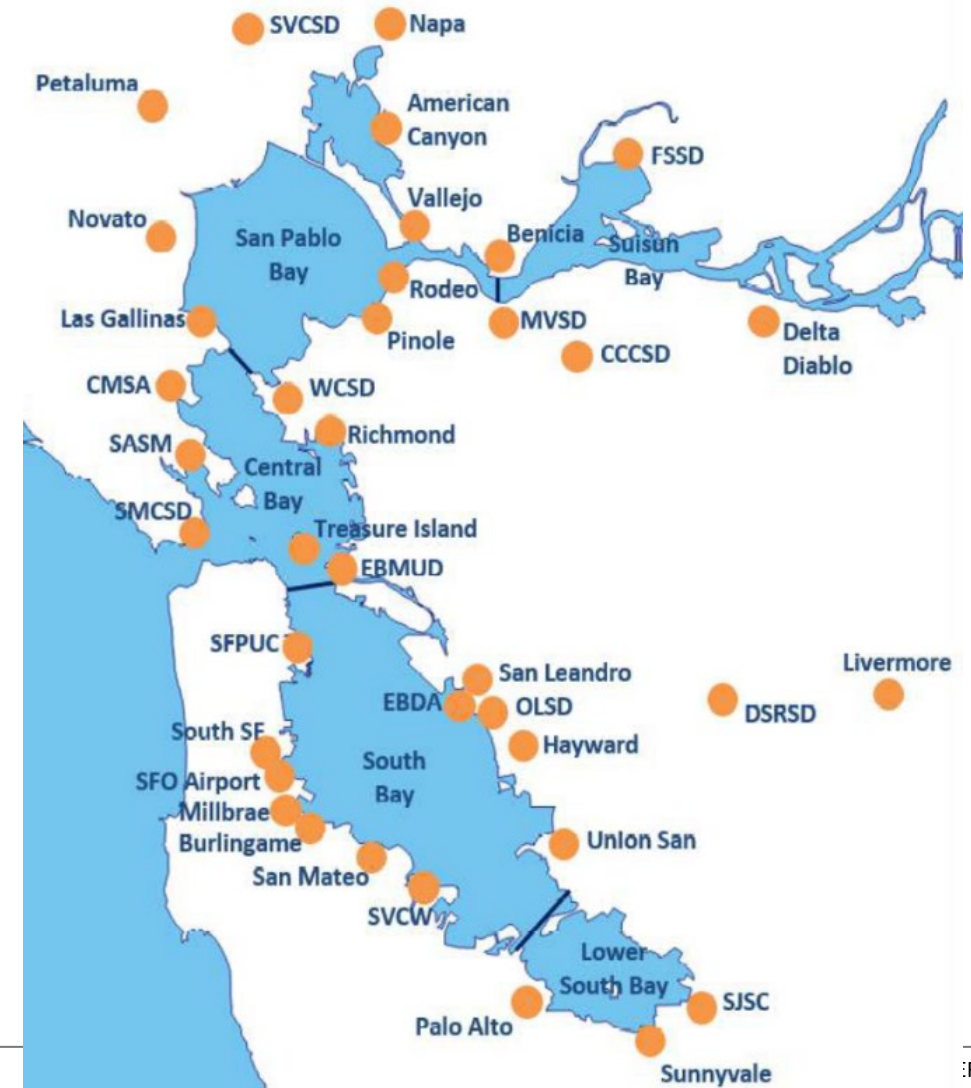 SVCSD
Napa
Petaluma
American
Canyon
FSSD
Vallejo
Novato
Benicia
San Pablo
Bay
Suisun
Bay
Rodeo
Las Gallinas
MVSD
Pinole
Delta
Diablo
CCCSD
CMSA
WCSD
Richmond
SASM
Central
Bay
SMCSD
Treasure Island
EBMUD
SFPUC
Livermore
San Leandro
EBDA
OLSD
DSRSD
South SF
Hayward
South
Bay
SFO Airport
Millbrae
Burlingame
Union San
San Mateo
SVCW
Lower
South Bay
SJSC
Palo Alto
Sunnyvale